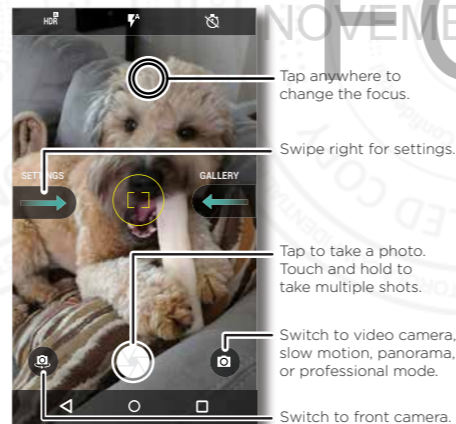 NOVEME
HDR
Tap anywhere to
change the focus.
Swipe right for settings.
SETTINGS
GALLERY
Tap to take a photo.
Touch and hold to
take multiple shots.
Switch to video camera,
slow motion, panorama,
or professional mode.
Switch to front camera.